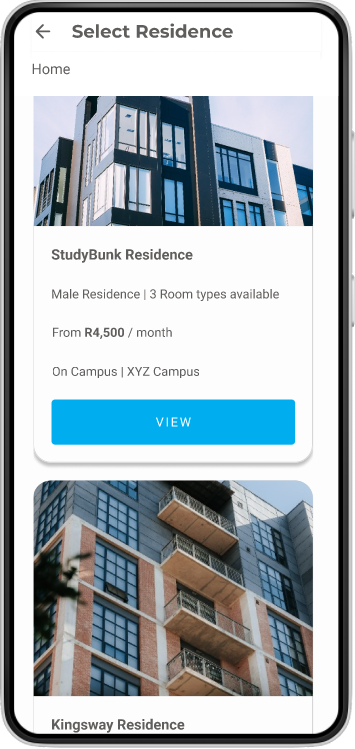 Select Residence
Home
StudyBunk Residence
Male Residence | 3 Room types available
From R4,500 / month
On Campus | XYZ Campus
VIEW
Kingsway Residence